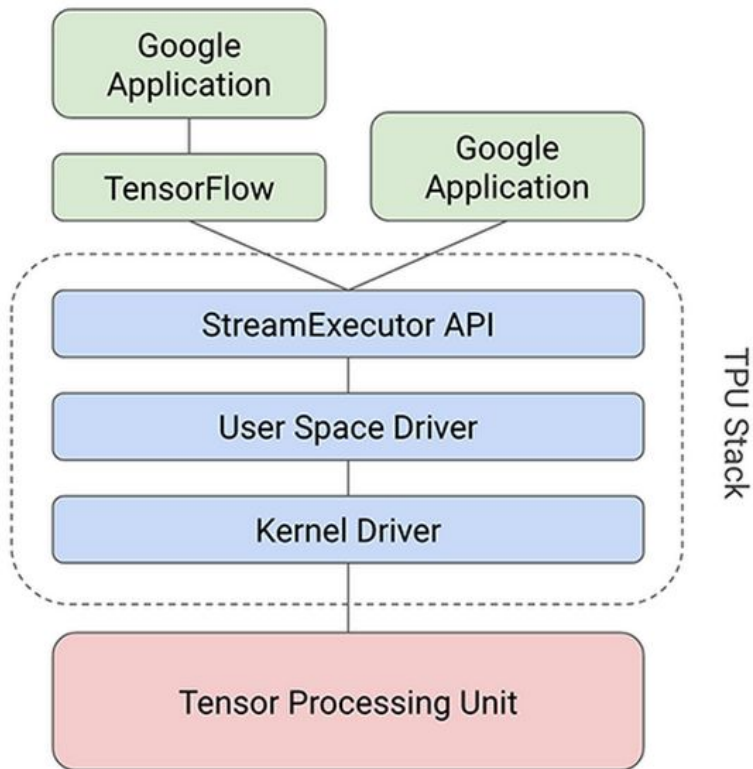 Google
Application
TensorFlow
Google
Application
StreamExecutor API
User Space Driver
Kernel Driver
TPU Stack
Tensor Processing Unit